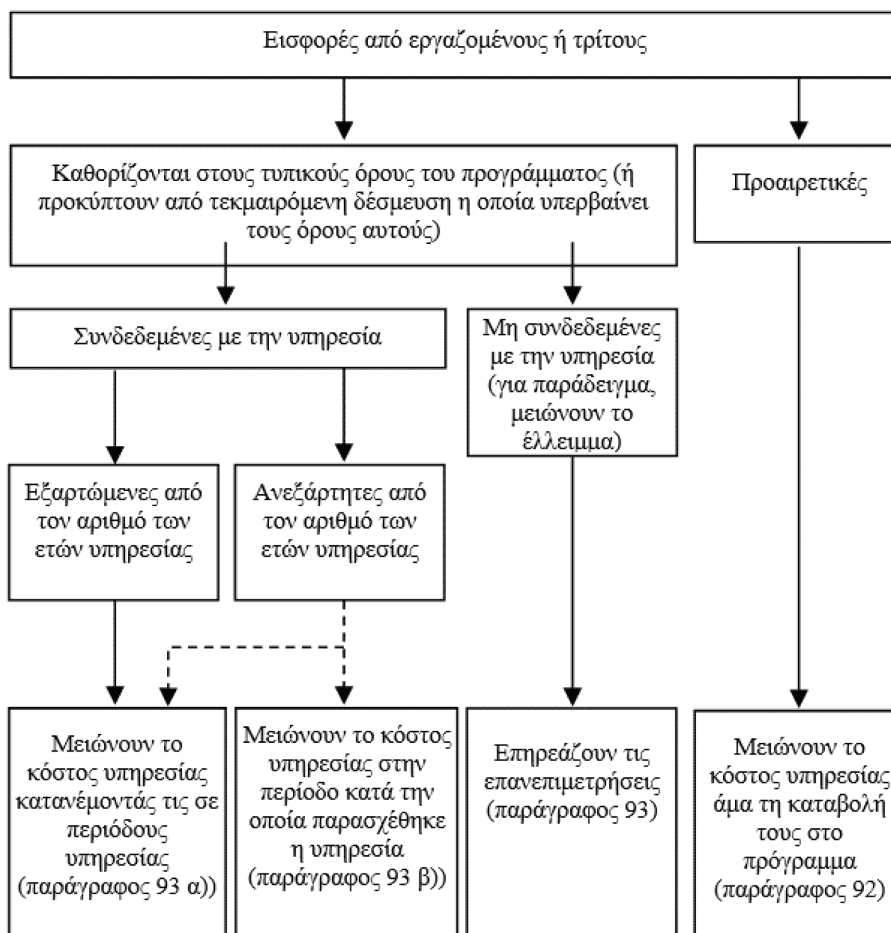 Εισφορές από εργαζομένους ή τρίτους
Καθορίζονται στους τυπικούς όρους του προγράμματος (ή
προκύπτουν από τεκμαιρόμενη δέσμευση η οποία υπερβαίνει
τους όρους αυτούς)
Προαιρετικές
Συνδεδεμένες με την υπηρεσία
Μη συνδεδεμένες
με την υπηρεσία
(για παράδειγμα,
μειώνουν το
έλλειμμα)
Εξαρτώμενες από
τον αριθμό των
ετών υπηρεσίας
Ανεξάρτητες από
τον αριθμό των
ετών υπηρεσίας
Μειώνουν το
κόστος υπηρεσίας
κατανέμοντάς τις σε
περιόδους
υπηρεσίας
(παράγραφος 93 α))
Μειώνουν το κόστος
υπηρεσίας στην
περίοδο κατά την
οποία παρασχέθηκε
η υπηρεσία
(παράγραφος 93 β))
Επηρεάζουν τις
επανεπιμετρήσεις
(παράγραφος 93)
Μειώνουν το
κόστος υπηρεσίας
άμα τη καταβολή
τους στο
πρόγραμμα
(παράγραφος 92)